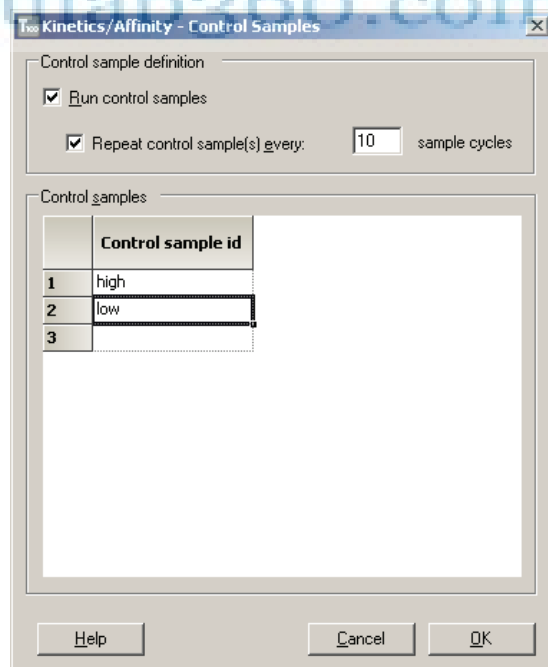 T100 Kinetics/Affinity - Control Samples
Control sample definition
Run control samples
Repeat control sample(s) every: 10 sample cycles
Control samples
Control sample id
1 high
2 low
3
Help Cancel OK